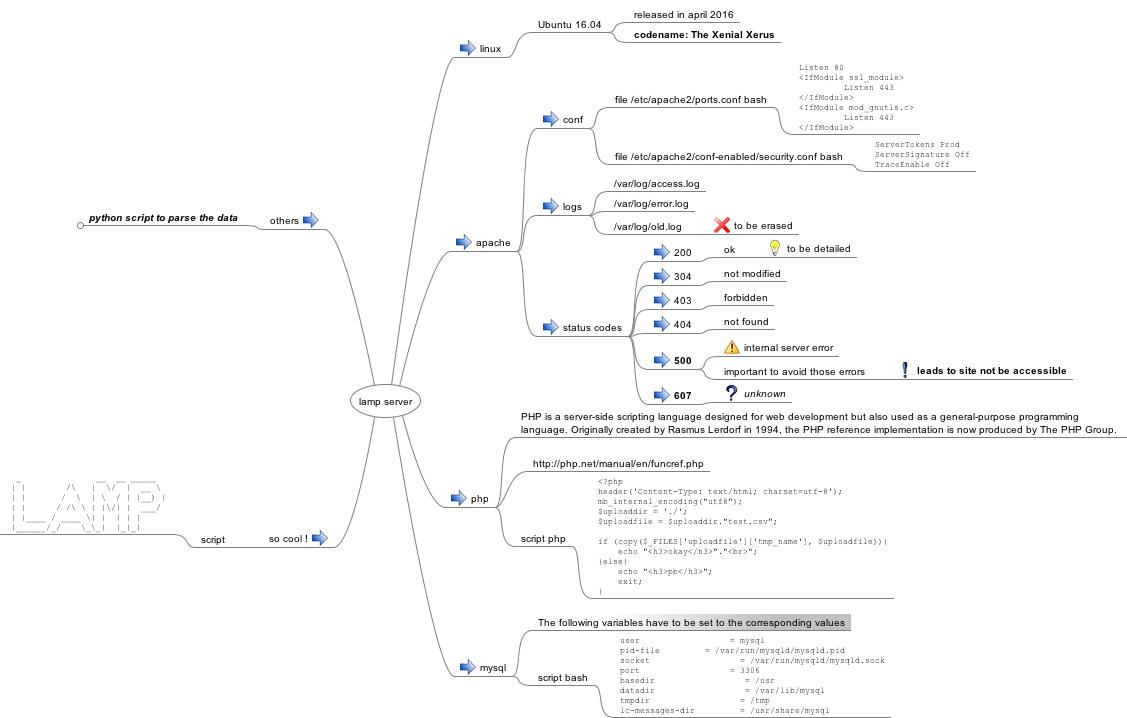 released in april 2016
Ubuntu 16.04
codename: The Xenial Xerus
linux
Listen 80
<IfModule ssl_module>
        Listen 443
</IfModule>
<IfModule mod_gnutls.c>
        Listen 443
</IfModule>
file /etc/apache2/ports.conf bash
conf
ServerTokens Prod
ServerSignature Off
TraceEnable Off
file /etc/apache2/conf-enabled/security.conf bash
/var/log/access.log
/var/log/error.log
logs
/var/log/old.log
to be erased
apache
200
ok
to be detailed
304
not modified
403
forbidden
404
not found
status codes
internal server error
500
important to avoid those errors
leads to site not be accessible
607
unknown
python script to parse the data
others
lamp server
PHP is a server-side scripting language designed for web development but also used as a general-purpose programming
language. Originally created by Rasmus Lerdorf in 1994, the PHP reference implementation is now produced by The PHP Group.
http://php.net/manual/en/funcref.php
php
<?php
header('Content-Type: text/html; charset=utf-8');
mb_internal_encoding("utf8");
$uploaddir = './';
$uploadfile = $uploaddir."test.csv";
if (copy($_FILES['uploadfile']['tmp_name'], $uploadfile)){
    echo "<h3>okay</h3>"."<br>";
}else{
    echo "<h3>pb</h3>";
    exit;
}
script php
LAMP
script
so cool !
The following variables have to be set to the corresponding values
mysql
user = mysql
pid-file = /var/run/mysqld/mysqld.pid
socket = /var/run/mysqld/mysqld.sock
port = 3306
basedir = /usr
datadir = /var/lib/mysql
tmpdir = /tmp
lc-messages-dir = /usr/share/mysql
script bash